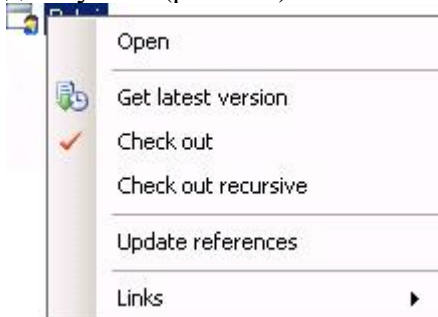 Open
Get latest version
Check out
Check out recursive
Update references
Links